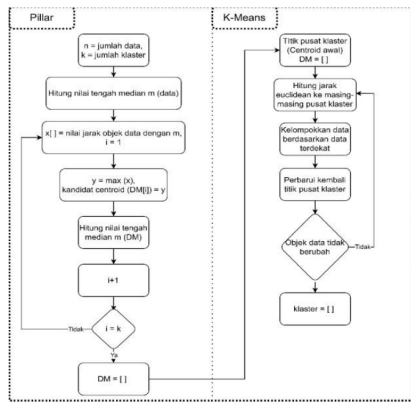 Pillar
n = jumlah data,
k = jumlah klaster
Hitung nilai tengah median m (data)
x[ ] = nilai jarak objek data dengan m,
i = 1
y = max (x),
kandidat centroid (DM[i]) = y
Hitung nilai tengah
median m (DM)
i+1
i = k
Tidak
Ya
DM = [ ]
K-Means
Titik pusat klaster
(Centroid awal)
DM = [ ]
Hitung jarak
euclidean ke masing-
masing pusat klaster
Kelompokkan data
berdasarkan data
terdekat
Perbarui kembali
titik pusat klaster
Objek data tidak
berubah
Tidak
klaster = [ ]